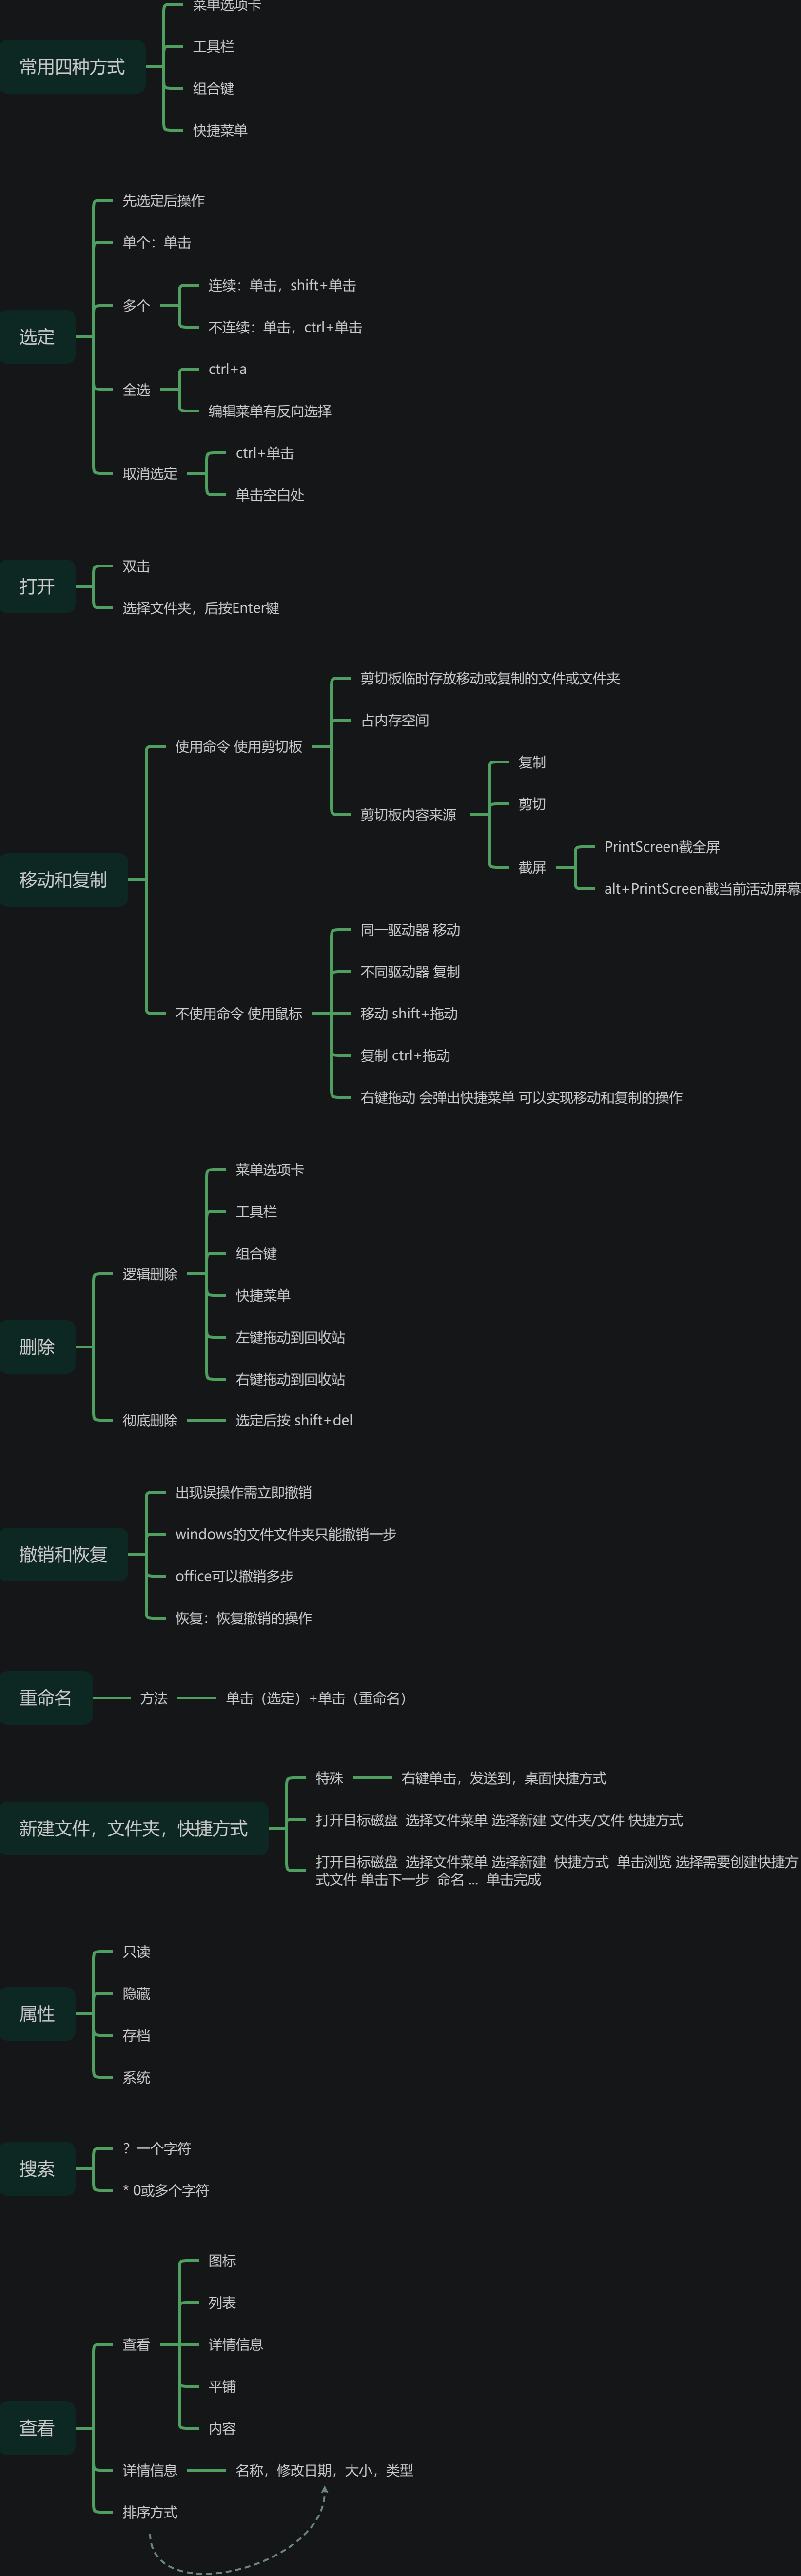 菜单选项卡
常用四种方式
工具栏
组合键
快捷菜单
选定
先选定后操作
单个：单击
多个
连续：单击，shift+单击
不连续：单击，ctrl+单击
全选
ctrl+a
编辑菜单有反向选择
取消选定
ctrl+单击
单击空白处
打开
双击
选择文件夹，后按Enter键
移动和复制
使用命令 使用剪切板
剪切板临时存放移动或复制的文件或文件夹
占内存空间
剪切板内容来源
复制
剪切
截屏
PrintScreen截全屏
alt+PrintScreen截当前活动屏幕
不使用命令 使用鼠标
同一驱动器 移动
不同驱动器 复制
移动 shift+拖动
复制 ctrl+拖动
右键拖动 会弹出快捷菜单 可以实现移动和复制的操作
删除
逻辑删除
菜单选项卡
工具栏
组合键
快捷菜单
左键拖动到回收站
右键拖动到回收站
彻底删除
选定后按 shift+del
撤销和恢复
出现误操作需立即撤销
windows的文件文件夹只能撤销一步
office可以撤销多步
恢复：恢复撤销的操作
重命名
方法
单击（选定）+单击（重命名）
新建文件，文件夹，快捷方式
特殊
右键单击，发送到，桌面快捷方式
打开目标磁盘 选择文件菜单 选择新建 文件夹/文件 快捷方式
打开目标磁盘 选择文件菜单 选择新建 快捷方式 单击浏览 选择需要创建快捷方
式文件 单击下一步 命名 ... 单击完成
属性
只读
隐藏
存档
系统
搜索
？一个字符
* 0或多个字符
查看
查看
图标
列表
详情信息
平铺
内容
详情信息
名称，修改日期，大小，类型
排序方式